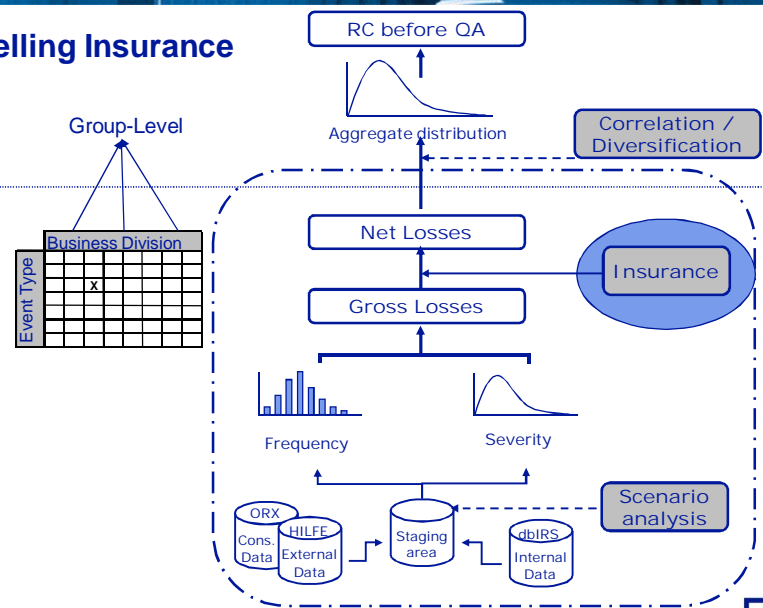 elling Insurance
RC before QA
Aggregate distribution
Correlation /
Diversification
Group-Level
Business Division
Event Type
X
Net Losses
Insurance
Gross Losses
Frequency
Severity
Scenario
analysis
ORX
Cons.
Data
HILFE
External
Data
Staging
area
dbIRS
Internal
Data